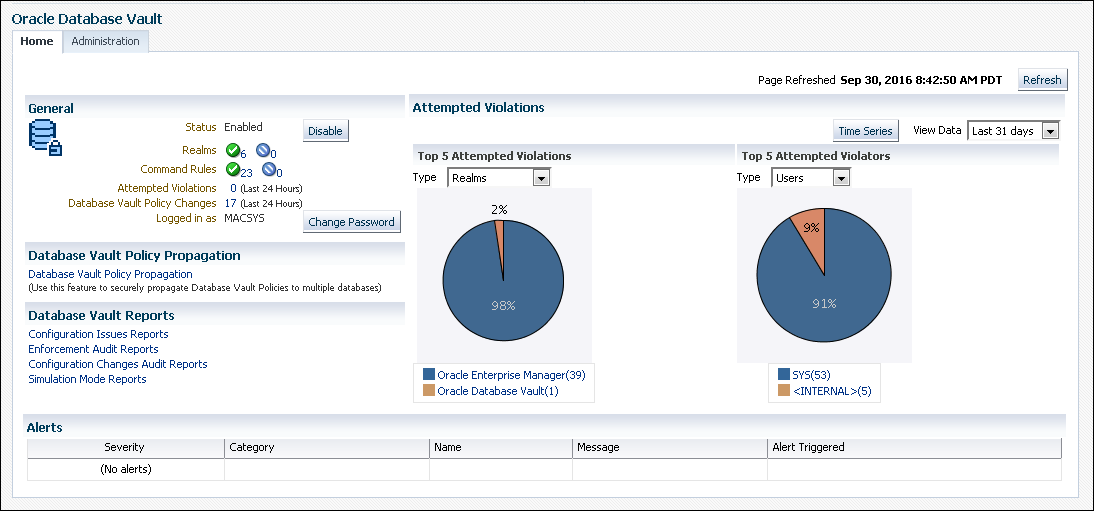 Oracle Database Vault
Home Administration
Page Refreshed Sep 30, 2016 8:42:50 AM PDT Refresh
General
Status Enabled Disable
Realms 6 0
Command Rules 23 0
Attempted Violations 0 (Last 24 Hours)
Database Vault Policy Changes 17 (Last 24 Hours)
Logged in as MACSYS Change Password
Database Vault Policy Propagation
Database Vault Policy Propagation
(Use this feature to securely propagate Database Vault Policies to multiple databases)
Database Vault Reports
Configuration Issues Reports
Enforcement Audit Reports
Configuration Changes Audit Reports
Simulation Mode Reports
Attempted Violations
Time Series View Data Last 31 days
Top 5 Attempted Violations
Type Realms
2%
98%
Oracle Enterprise Manager(39)
Oracle Database Vault(1)
Top 5 Attempted Violators
Type Users
9%
91%
SYS(53)
<INTERNAL>(5)
Alerts
Severity Category Name Message Alert Triggered
(No alerts)